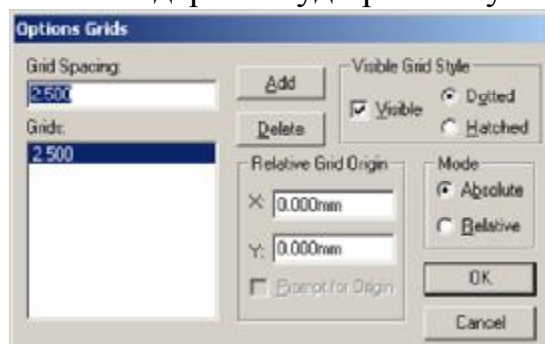 Options Grids
Grid Spacing:
2.500
Add
Delete
Grids:
2.500
Visible Grid Style
Visible
Dotted
Hatched
Relative Grid Origin
X: 0.000mm
Y: 0.000mm
Prompt for Origin
Mode
Absolute
Relative
OK
Cancel